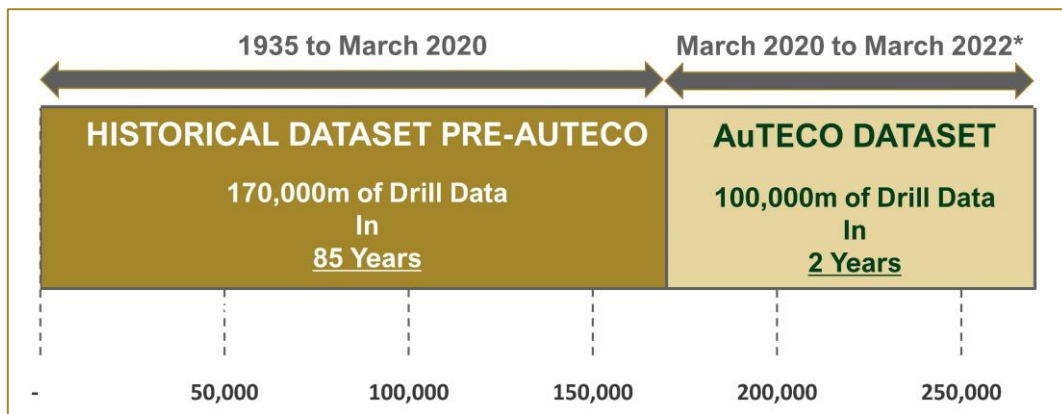 1935 to March 2020
March 2020 to March 2022*
HISTORICAL DATASET PRE-AUTECO
170,000m of Drill Data
In
85 Years
AuTECO DATASET
100,000m of Drill Data
In
2 Years
- 50,000 100,000 150,000 200,000 250,000